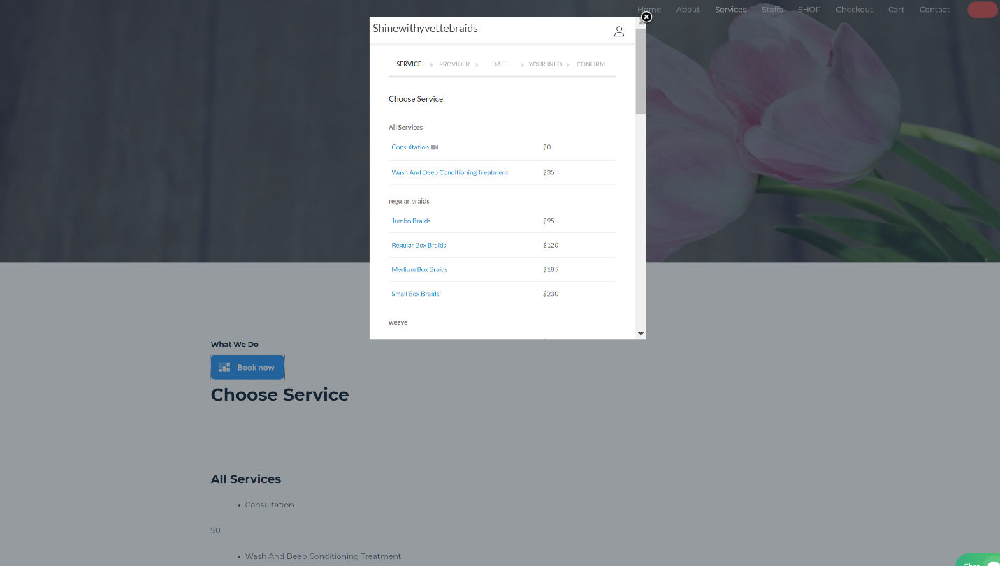 Home About Services Staffs SHOP Checkout Cart Contact
Shinewithyvettebraids
SERVICE PROVIDER DATE YOUR INFO CONFIRM
Choose Service
All Services
Consultation $0
Wash And Deep Conditioning Treatment $35
regular braids
Jumbo Braids $95
Regular Box Braids $120
Medium Box Braids $185
Small Box Braids $230
weave
What We Do
Book now
Choose Service
All Services
• Consultation
$0
• Wash And Deep Conditioning Treatment
Chat